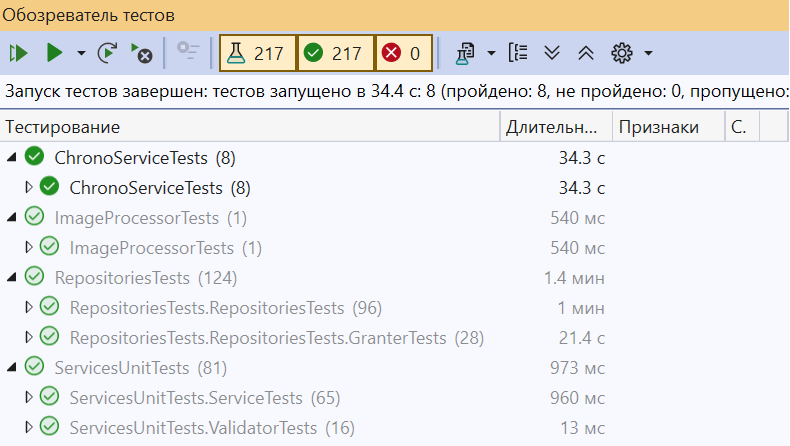 Обозреватель тестов
217 217 0
Запуск тестов завершен: тестов запущено в 34.4 с: 8 (пройдено: 8, не пройдено: 0, пропущено:
Тестирование Длительн... Признаки С.
ChronoServiceTests (8) 34.3 с
ChronoServiceTests (8) 34.3 с
ImageProcessorTests (1) 540 мс
ImageProcessorTests (1) 540 мс
RepositoriesTests (124) 1.4 мин
RepositoriesTests.RepositoriesTests (96) 1 мин
RepositoriesTests.RepositoriesTests.GranterTests (28) 21.4 с
ServicesUnitTests (81) 973 мс
ServicesUnitTests.ServiceTests (65) 960 мс
ServicesUnitTests.ValidatorTests (16) 13 мс